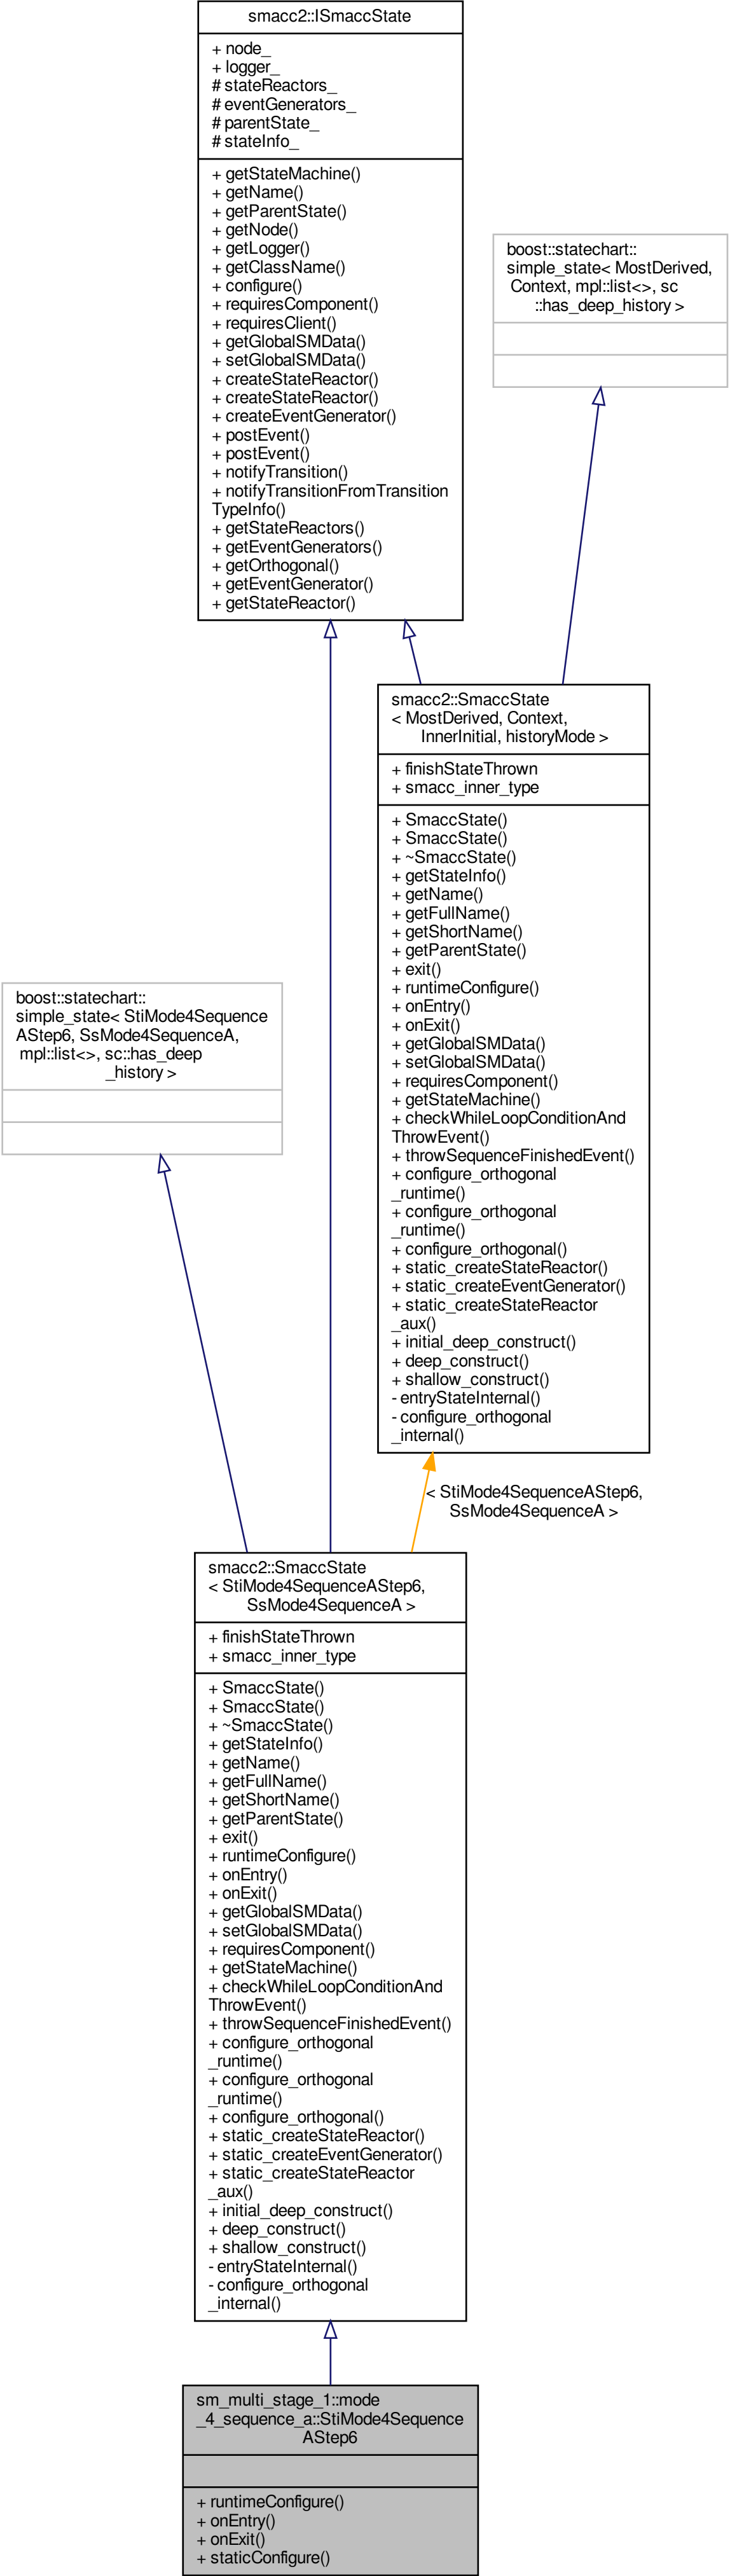 smacc2::ISmaccState
+ node_
+ logger_
# stateReactors_
# eventGenerators_
# parentState_
# stateInfo_
+ getStateMachine()
+ getName()
+ getParentState()
+ getNode()
+ getLogger()
+ getClassName()
+ configure()
+ requiresComponent()
+ requiresClient()
+ getGlobalSMData()
+ setGlobalSMData()
+ createStateReactor()
+ createStateReactor()
+ createEventGenerator()
+ postEvent()
+ postEvent()
+ notifyTransition()
+ notifyTransitionFromTransition
TypeInfo()
+ getStateReactors()
+ getEventGenerators()
+ getOrthogonal()
+ getEventGenerator()
+ getStateReactor()
boost::statechart::
simple_state< MostDerived,
Context, mpl::list<>, sc
::has_deep_history >
smacc2::SmaccState
< MostDerived, Context,
InnerInitial, historyMode >
+ finishStateThrown
+ smacc_inner_type
+ SmaccState()
+ SmaccState()
+ ~SmaccState()
+ getStateInfo()
+ getName()
+ getFullName()
+ getShortName()
+ getParentState()
+ exit()
+ runtimeConfigure()
+ onEntry()
+ onExit()
+ getGlobalSMData()
+ setGlobalSMData()
+ requiresComponent()
+ getStateMachine()
+ checkWhileLoopConditionAnd
ThrowEvent()
+ throwSequenceFinishedEvent()
+ configure_orthogonal
_runtime()
+ configure_orthogonal
_runtime()
+ configure_orthogonal()
+ static_createStateReactor()
+ static_createEventGenerator()
+ static_createStateReactor
_aux()
+ initial_deep_construct()
+ deep_construct()
+ shallow_construct()
- entryStateInternal()
- configure_orthogonal
_internal()
boost::statechart::
simple_state< StiMode4Sequence
AStep6, SsMode4SequenceA,
mpl::list<>, sc::has_deep
_history >
< StiMode4SequenceAStep6,
SsMode4SequenceA >
smacc2::SmaccState
< StiMode4SequenceAStep6,
SsMode4SequenceA >
+ finishStateThrown
+ smacc_inner_type
+ SmaccState()
+ SmaccState()
+ ~SmaccState()
+ getStateInfo()
+ getName()
+ getFullName()
+ getShortName()
+ getParentState()
+ exit()
+ runtimeConfigure()
+ onEntry()
+ onExit()
+ getGlobalSMData()
+ setGlobalSMData()
+ requiresComponent()
+ getStateMachine()
+ checkWhileLoopConditionAnd
ThrowEvent()
+ throwSequenceFinishedEvent()
+ configure_orthogonal
_runtime()
+ configure_orthogonal
_runtime()
+ configure_orthogonal()
+ static_createStateReactor()
+ static_createEventGenerator()
+ static_createStateReactor
_aux()
+ initial_deep_construct()
+ deep_construct()
+ shallow_construct()
- entryStateInternal()
- configure_orthogonal
_internal()
sm_multi_stage_1::mode
_4_sequence_a::StiMode4Sequence
AStep6
+ runtimeConfigure()
+ onEntry()
+ onExit()
+ staticConfigure()